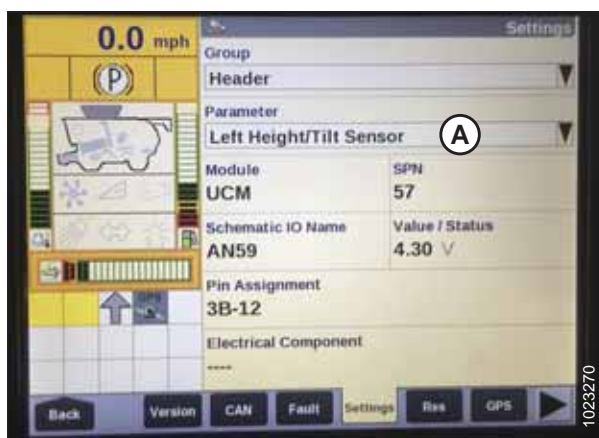 0.0 mph
(P)
Settings
Group
Header
Parameter
Left Height/Tilt Sensor
A
Module
SPN
UCM
57
Schematic IO Name
Value / Status
AN59
4.30 V
Pin Assignment
3B-12
Electrical Component
----
Back
Version
CAN
Fault
Settings
Res
GPS
1023270